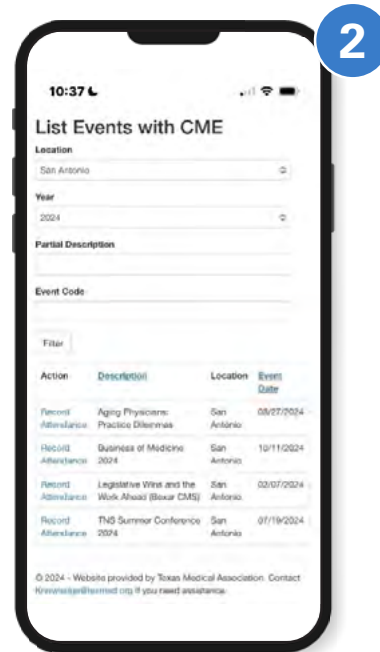 2
10:37
List Events with CME
Location
San Antonio
Year
2024
Partial Description
Event Code
Filter
Action Description Location Event Date
Record Attendance Aging Physicians: Practice Dilemmas San Antonio 08/27/2024
Record Attendance Business of Medicine 2024 San Antonio 10/11/2024
Record Attendance Legislative Wins and the Work Ahead (Bexar CMS) San Antonio 02/07/2024
Record Attendance TNS Summer Conference 2024 San Antonio 07/19/2024
© 2024 - Website provided by Texas Medical Association. Contact
Knowledge@texmed.org if you need assistance.